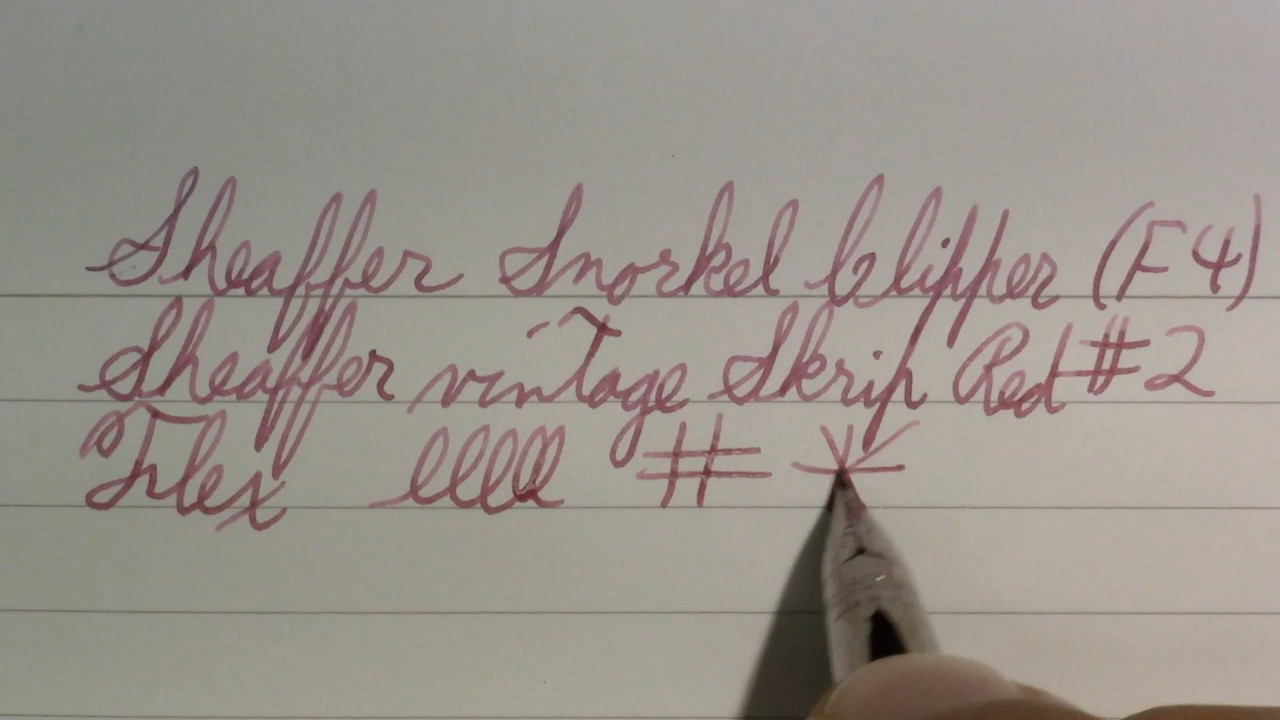 Sheaffer Snorkel Clipper (F4)
Sheaffer vintage Skrip Red #2
Flex llll # *